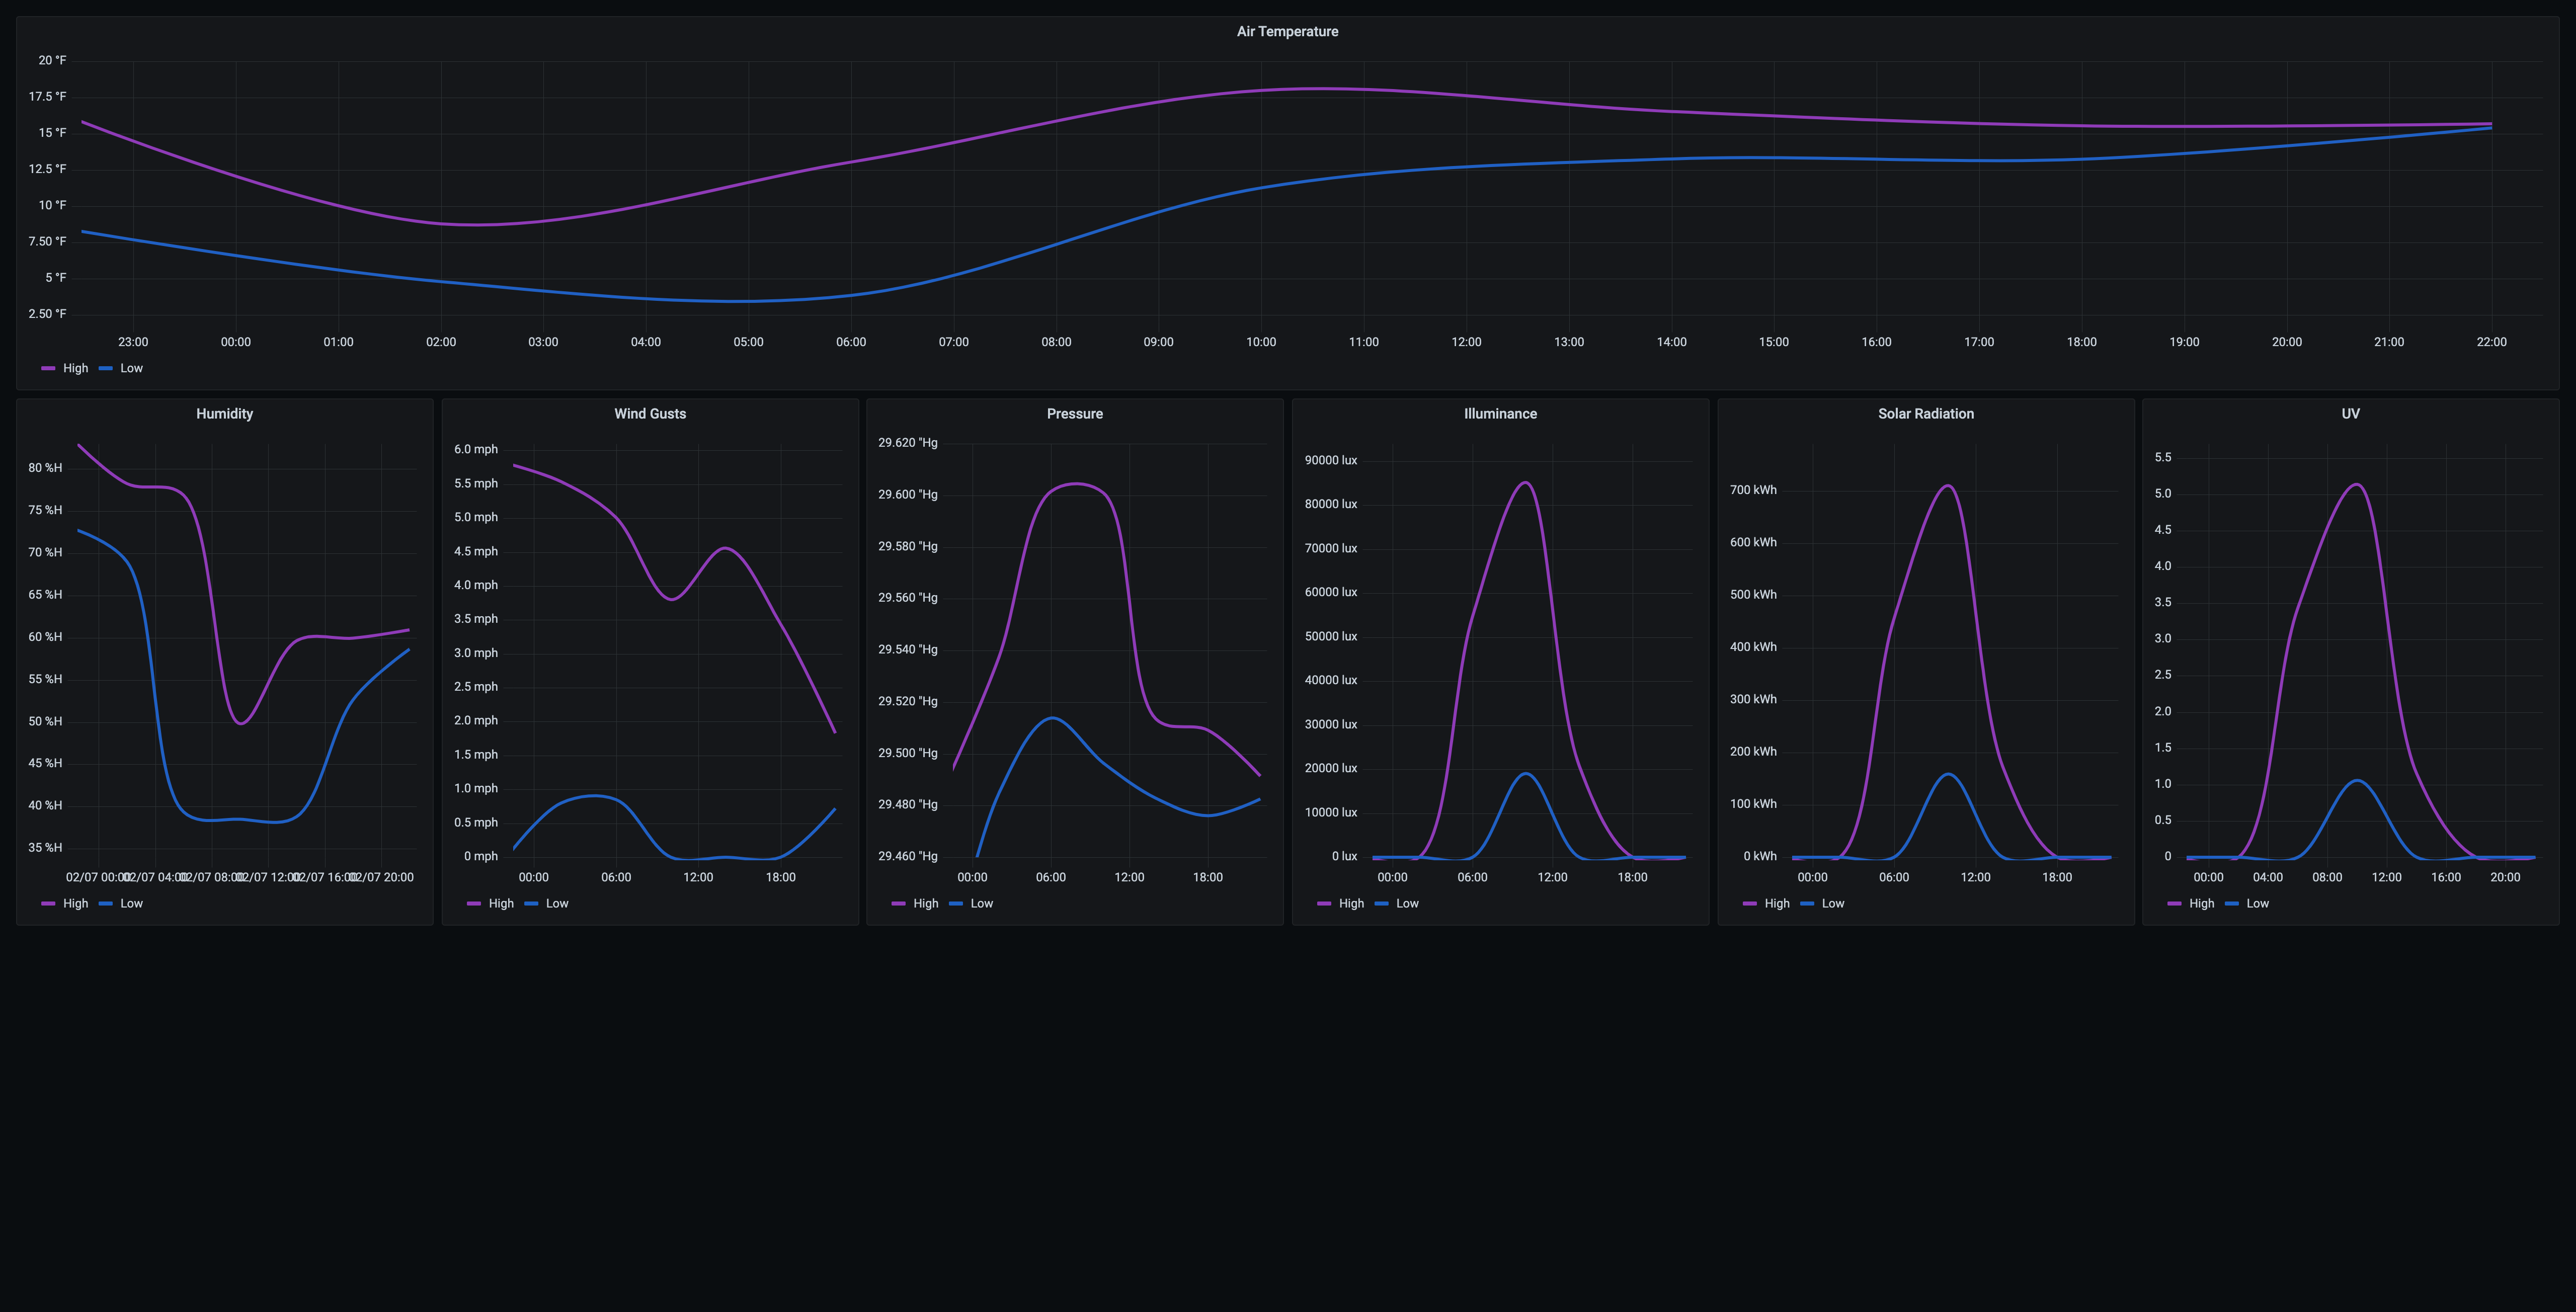 Air Temperature
20 °F
17.5 °F
15 °F
12.5 °F
10 °F
7.50 °F
5 °F
2.50 °F
23:00 00:00 01:00 02:00 03:00 04:00 05:00 06:00 07:00 08:00 09:00 10:00 11:00 12:00 13:00 14:00 15:00 16:00 17:00 18:00 19:00 20:00 21:00 22:00
High Low
Humidity
80 %H
75 %H
70 %H
65 %H
60 %H
55 %H
50 %H
45 %H
40 %H
35 %H
02/07 00:00 02/07 04:00 02/07 08:00 02/07 12:00 02/07 16:00 02/07 20:00
High Low
Wind Gusts
6.0 mph
5.5 mph
5.0 mph
4.5 mph
4.0 mph
3.5 mph
3.0 mph
2.5 mph
2.0 mph
1.5 mph
1.0 mph
0.5 mph
0 mph
00:00 06:00 12:00 18:00
High Low
Pressure
29.620 "Hg
29.600 "Hg
29.580 "Hg
29.560 "Hg
29.540 "Hg
29.520 "Hg
29.500 "Hg
29.480 "Hg
29.460 "Hg
00:00 06:00 12:00 18:00
High Low
Illuminance
90000 lux
80000 lux
70000 lux
60000 lux
50000 lux
40000 lux
30000 lux
20000 lux
10000 lux
0 lux
00:00 06:00 12:00 18:00
High Low
Solar Radiation
700 kWh
600 kWh
500 kWh
400 kWh
300 kWh
200 kWh
100 kWh
0 kWh
00:00 06:00 12:00 18:00
High Low
UV
5.5
5.0
4.5
4.0
3.5
3.0
2.5
2.0
1.5
1.0
0.5
0
00:00 04:00 08:00 12:00 16:00 20:00
High Low